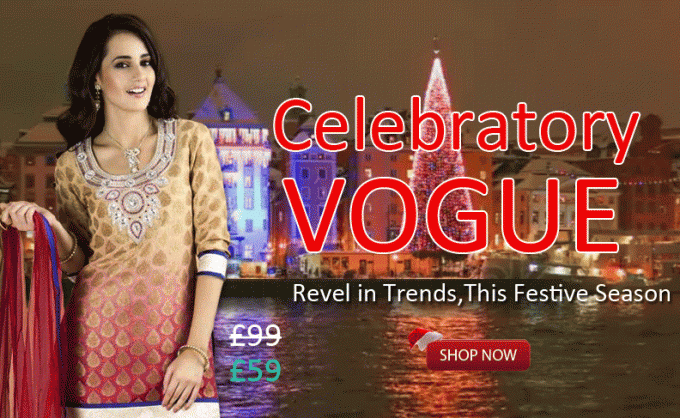 Celebratory
VOGUE
Revel in Trends,This Festive Season
£99
£59
SHOP NOW